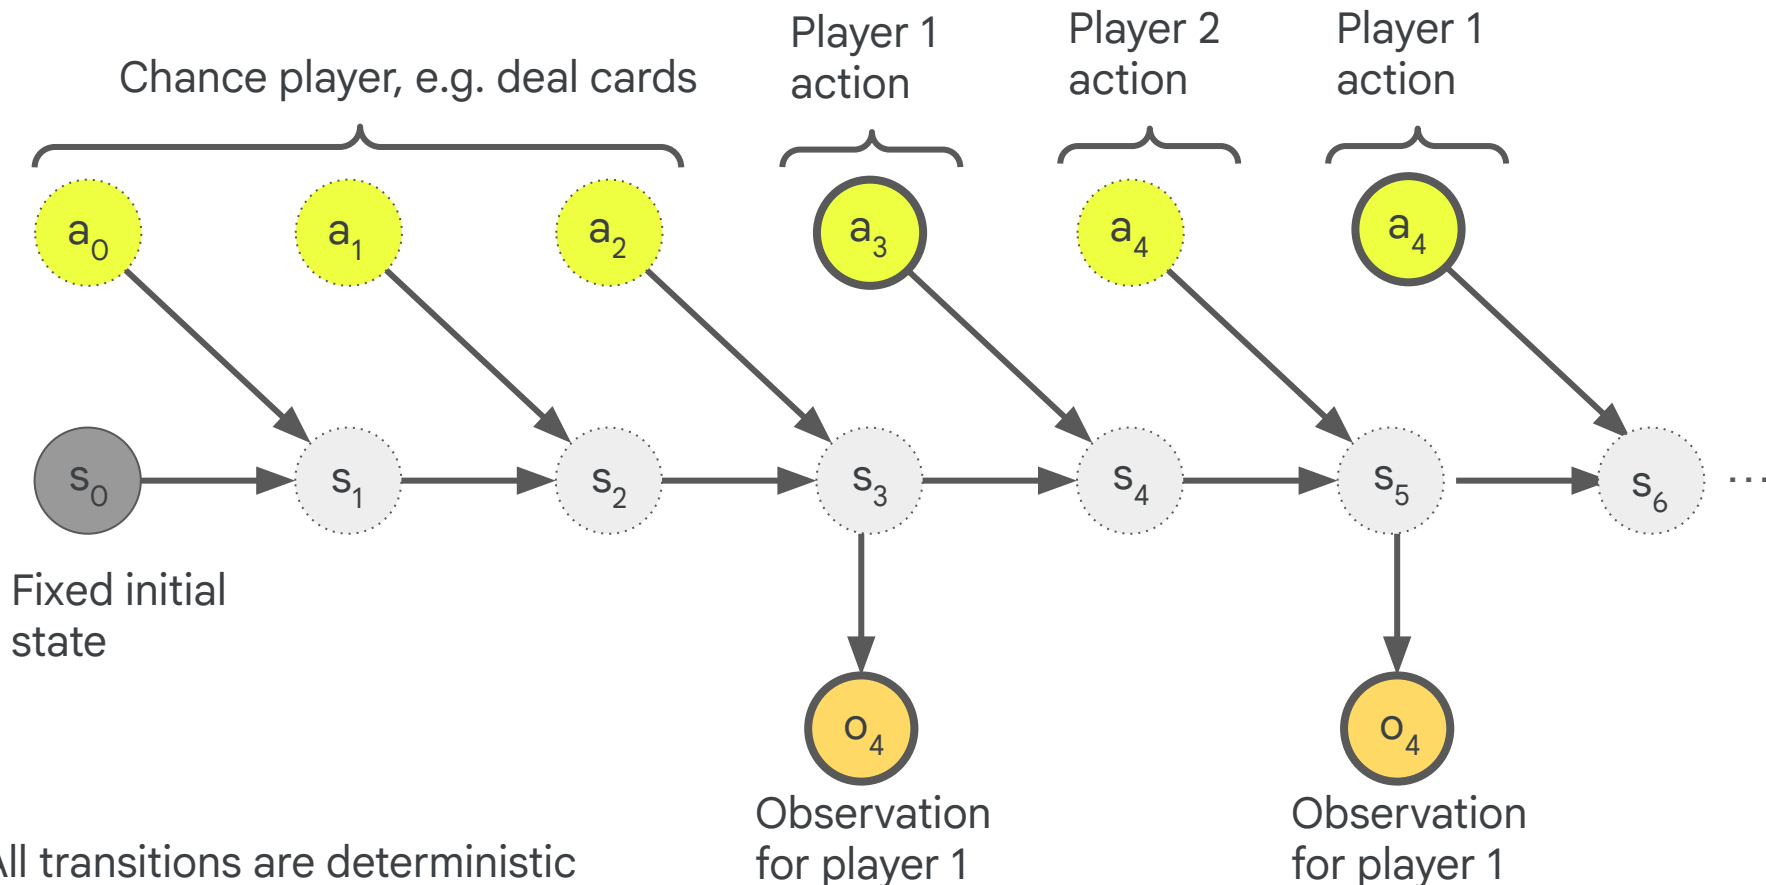 Chance player, e.g. deal cards
Player 1
action
Player 2
action
Player 1
action
a0
a1
a2
a3
a4
a4
s0
s1
s2
s3
s4
s5
s6
...
Fixed initial
state
o4
o4
Observation
for player 1
Observation
for player 1
All transitions are deterministic